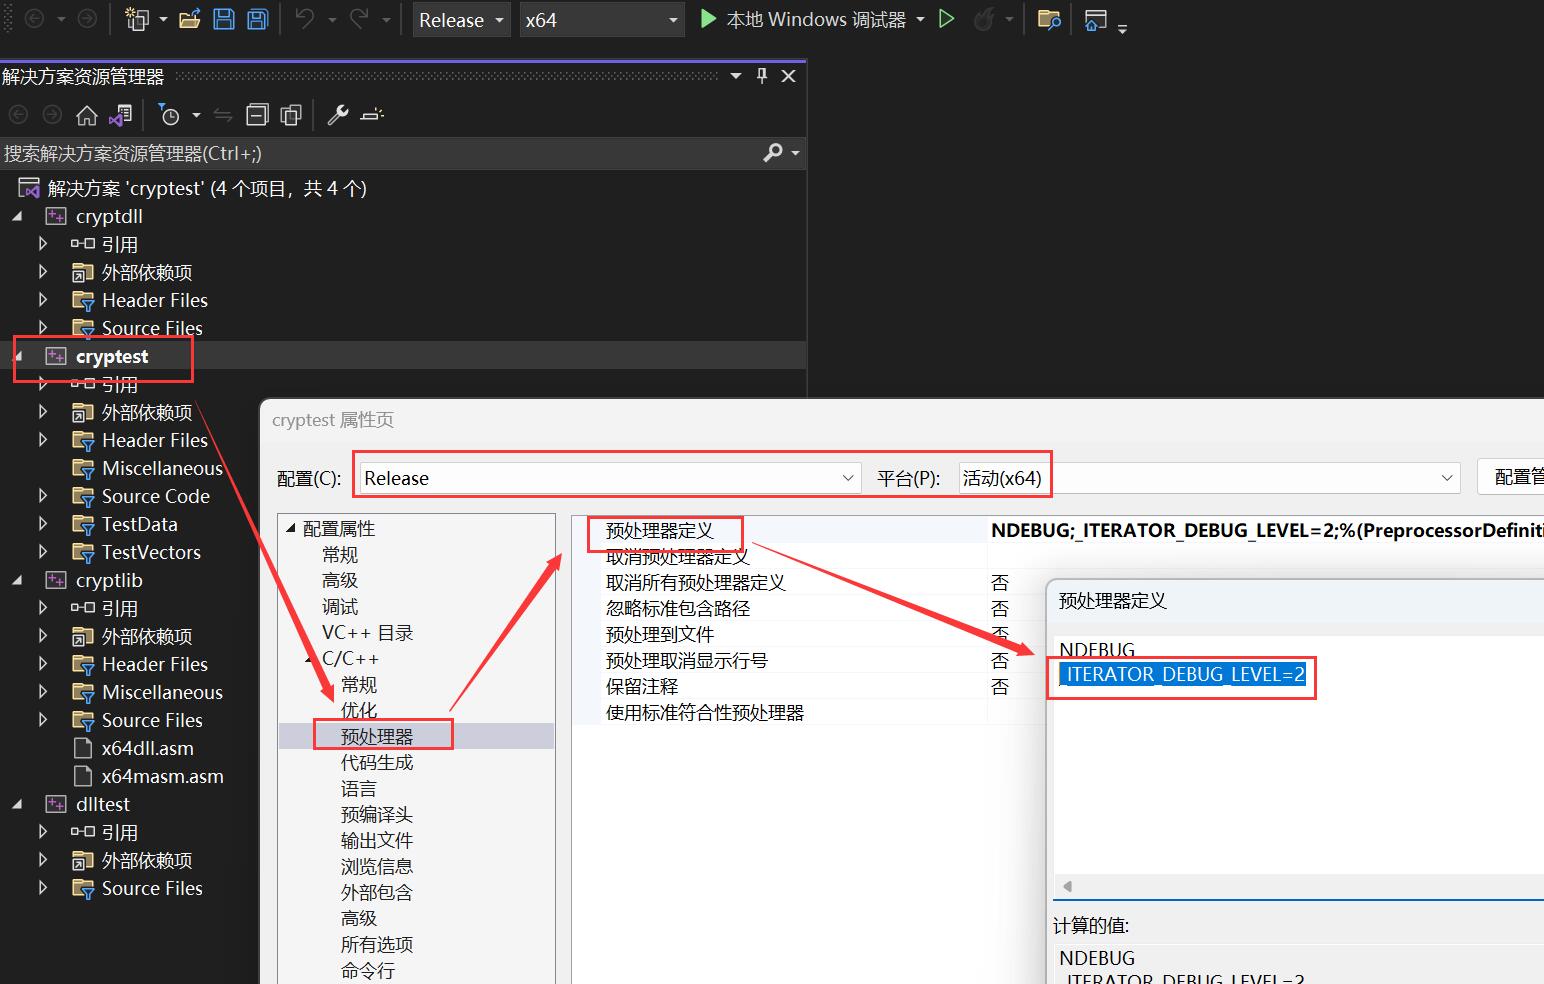 Release x64 本地 Windows 调试器
解决方案资源管理器
搜索解决方案资源管理器(Ctrl+;)
解决方案 'cryptest' (4 个项目，共 4 个)
cryptdll
引用
外部依赖项
Header Files
Source Files
cryptest
引用
外部依赖项
Header Files
Miscellaneous
Source Code
TestData
TestVectors
cryptlib
引用
外部依赖项
Header Files
Miscellaneous
Source Files
x64dll.asm
x64masm.asm
dlltest
引用
外部依赖项
Source Files
cryptest 属性页
配置(C): Release 平台(P): 活动(x64) 配置管
配置属性
常规
高级
调试
VC++ 目录
C/C++
常规
优化
预处理器
代码生成
语言
预编译头
输出文件
浏览信息
外部包含
高级
所有选项
命令行
预处理器定义 NDEBUG;_ITERATOR_DEBUG_LEVEL=2;%(PreprocessorDefiniti
取消预处理器定义
取消所有预处理器定义 否
忽略标准包含路径 否
预处理到文件 否
预处理取消显示行号 否
保留注释 否
使用标准符合性预处理器
预处理器定义
NDEBUG
_ITERATOR_DEBUG_LEVEL=2
计算的值:
NDEBUG
_ITERATOR_DEBUG_LEVEL=2